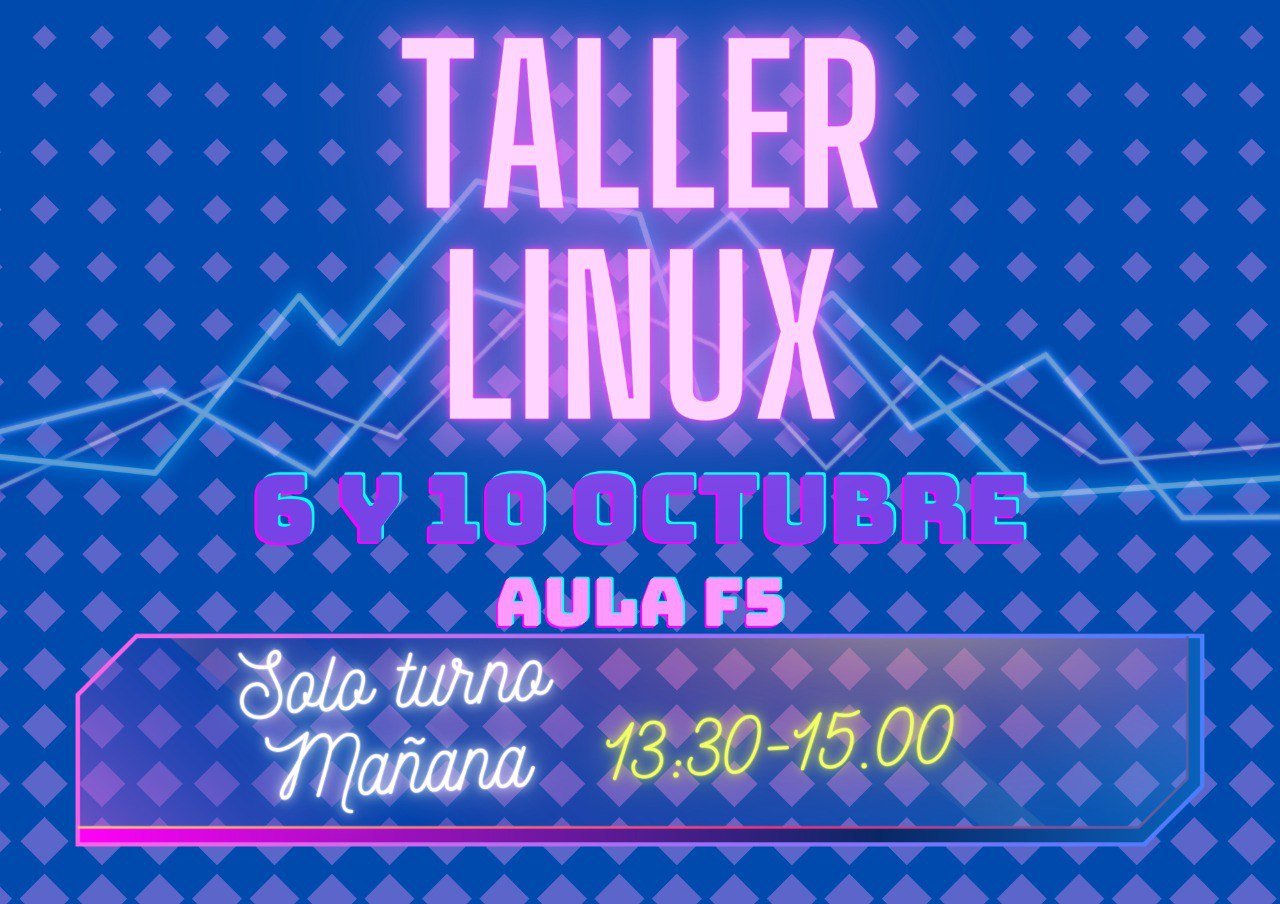 TALLER
LINUX
6 Y 10 OCTUBRE
AULA F5
Solo turno
Mañana
13:30-15.00